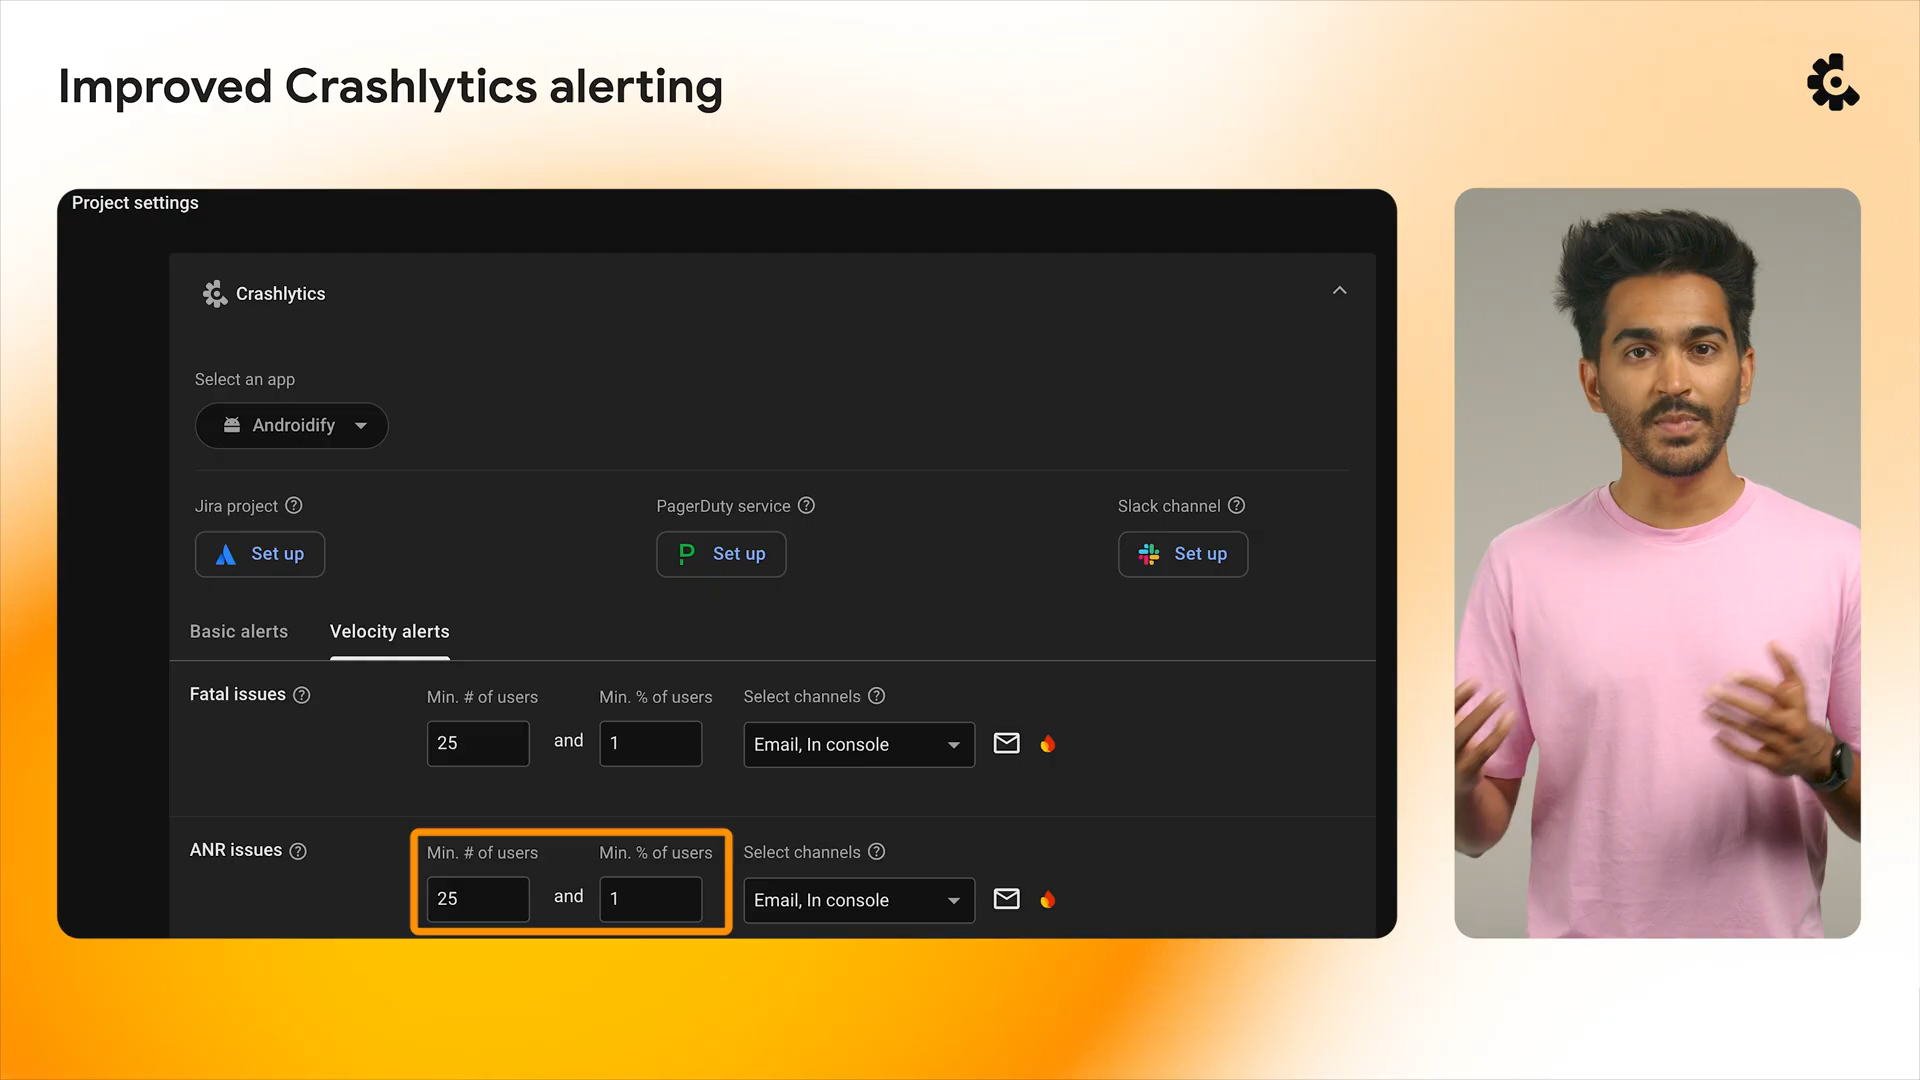 Improved Crashlytics alerting
Project settings
Crashlytics
Select an app
Androidify
Jira project
PagerDuty service
Slack channel
Set up
Set up
Set up
Basic alerts
Velocity alerts
Fatal issues
Min. # of users
Min. % of users
Select channels
25
and
1
Email, In console
ANR issues
Min. # of users
Min. % of users
Select channels
25
and
1
Email, In console